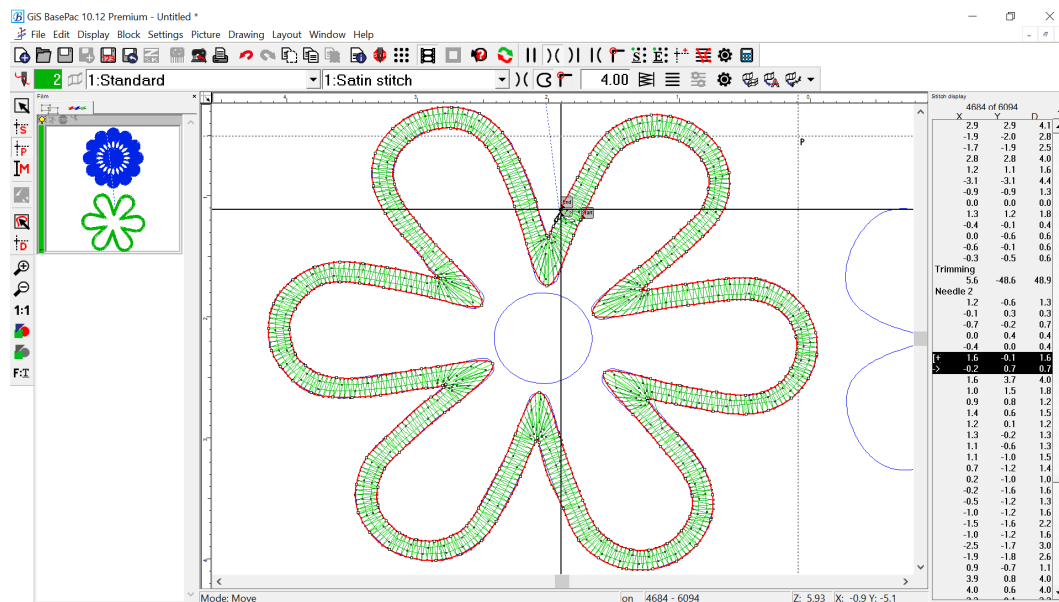 GiS BasePac 10.12 Premium - Untitled *
File Edit Display Block Settings Picture Drawing Layout Window Help
2 1:Standard 1:Satin stitch 4.00
Film
Stitch display
4684 of 6094
X Y D
2.9 2.9 4.1
-1.9 -2.0 2.8
-1.7 -1.9 2.5
2.8 2.8 4.0
1.2 1.1 1.6
-3.1 -3.1 4.4
-0.9 -0.9 1.3
0.0 0.0 0.0
1.3 1.2 1.8
-0.4 -0.1 0.4
0.0 -0.6 0.6
-0.6 -0.1 0.6
-0.3 -0.5 0.6
Trimming
5.6 -48.6 48.9
Needle 2
1.2 -0.6 1.3
-0.1 0.3 0.3
-0.7 -0.2 0.7
0.0 0.4 0.4
-0.4 0.0 0.4
[+ 1.6 -0.1 1.6
-> -0.2 0.7 0.7
1.6 3.7 4.0
1.0 1.5 1.8
0.9 0.8 1.2
1.4 0.6 1.5
1.2 0.1 1.2
1.3 -0.2 1.3
1.1 -0.6 1.3
1.1 -1.0 1.5
0.7 -1.2 1.4
0.2 -1.0 1.0
-0.2 -1.6 1.6
-0.5 -1.2 1.3
-1.0 -1.2 1.6
-1.5 -1.6 2.2
-1.0 -1.2 1.6
-2.5 -1.7 3.0
-1.9 -1.8 2.6
0.9 -0.7 1.1
3.9 0.8 4.0
4.0 0.6 4.0
S
P
M
D
1:1
F:T
P
End
Mode: Move on 4684 - 6094 Z: 5.93 X: -0.9 Y: -5.1